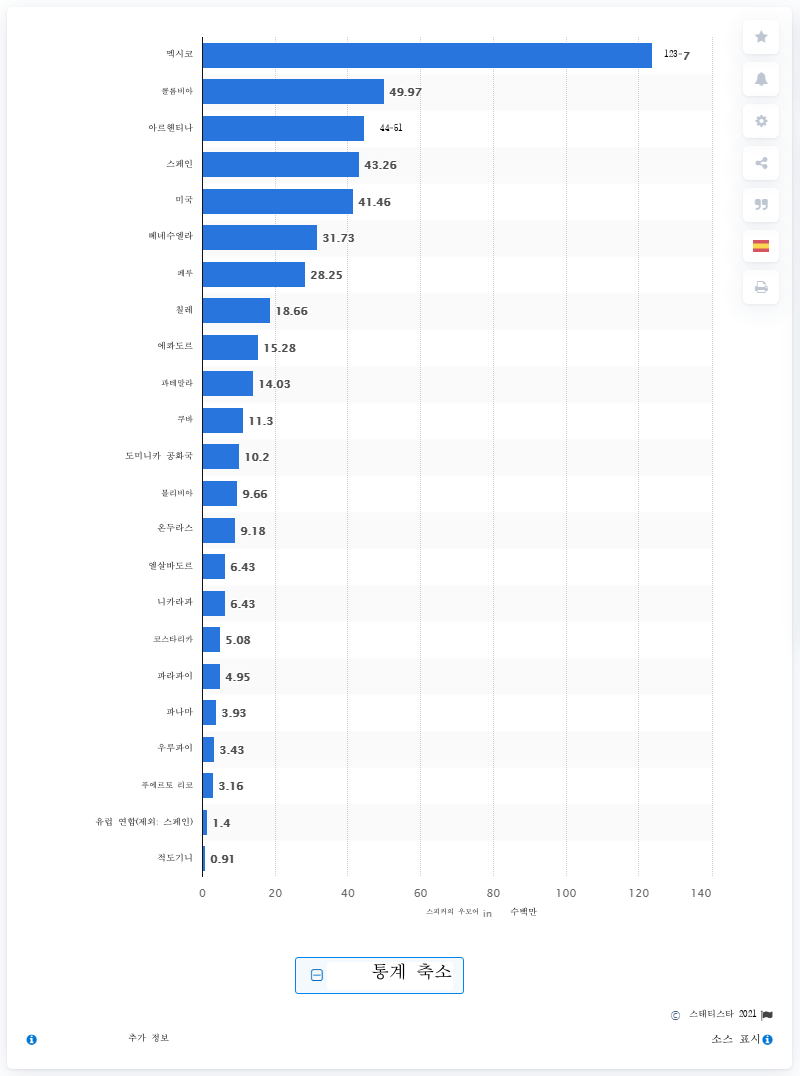 멕시코 123-7
콜롬비아 49.97
아르헨티나 44-51
스페인 43.26
미국 41.46
베네수엘라 31.73
페루 28.25
칠레 18.66
에콰도르 15.28
과테말라 14.03
쿠바 11.3
도미니카 공화국 10.2
볼리비아 9.66
온두라스 9.18
엘살바도르 6.43
니카라과 6.43
코스타리카 5.08
파라과이 4.95
파나마 3.93
우루과이 3.43
푸에르토 리코 3.16
유럽 연합(제외: 스페인) 1.4
적도기니 0.91
0 20 40 60 80 100 120 140
스피커의 우모어 in 수백만
통계 축소
© 스태티스타 2021
추가 정보 소스 표시